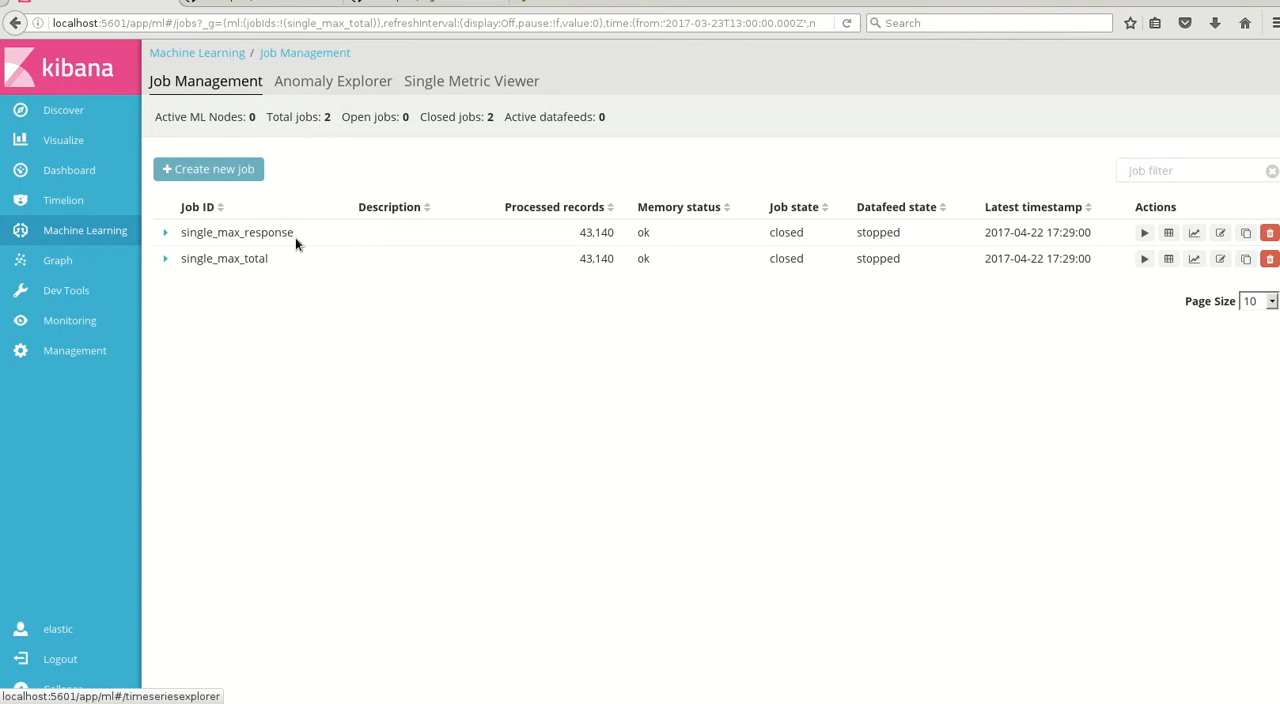 localhost:5601/app/ml#/jobs?_g=(ml:(jobIds:!(single_max_total)),refreshInterval:(display:Off,pause:!f,value:0),time:(from:'2017-03-23T13:00:00.000Z',n
Search
kibana
Machine Learning / Job Management
Job Management Anomaly Explorer Single Metric Viewer
Active ML Nodes: 0 Total jobs: 2 Open jobs: 0 Closed jobs: 2 Active datafeeds: 0
Create new job
Job filter
Job ID Description Processed records Memory status Job state Datafeed state Latest timestamp Actions
single_max_response 43,140 ok closed stopped 2017-04-22 17:29:00
single_max_total 43,140 ok closed stopped 2017-04-22 17:29:00
Page Size 10
Discover
Visualize
Dashboard
Timelion
Machine Learning
Graph
Dev Tools
Monitoring
Management
elastic
Logout
localhost:5601/app/ml#/timeseriesexplorer